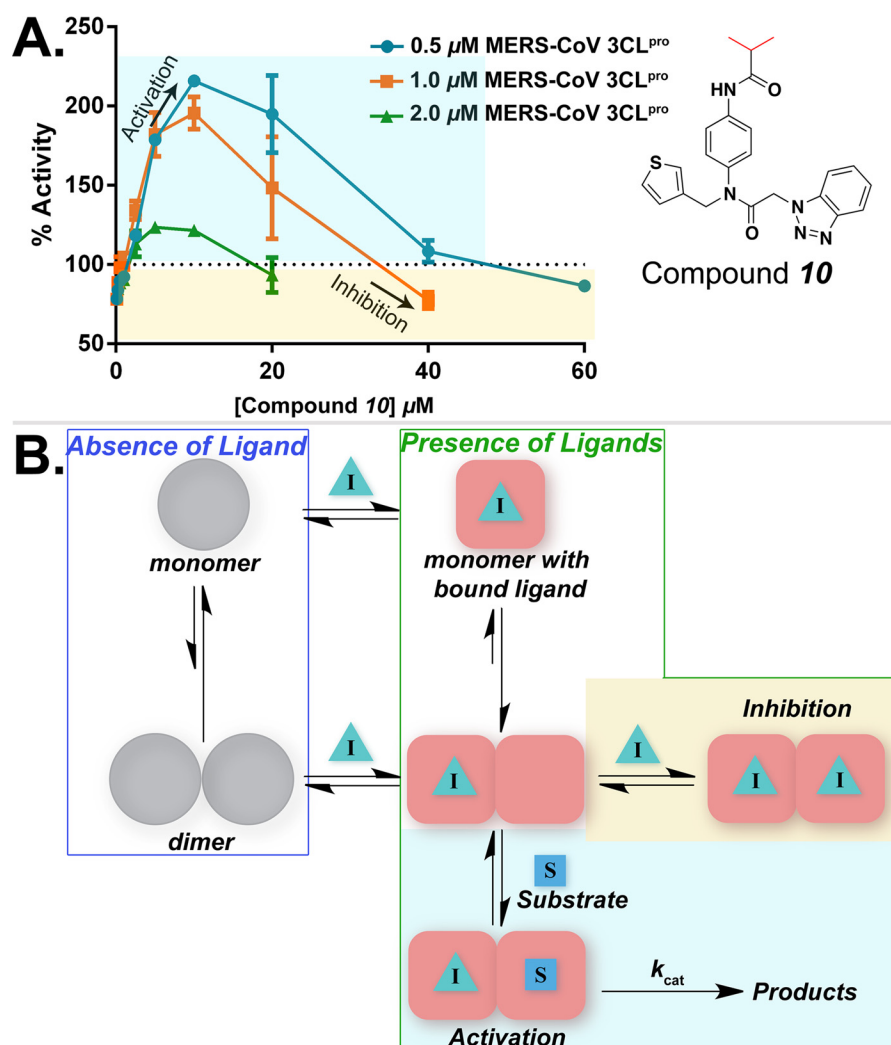 A.
250
200
150
100
50
% Activity
0
20
40
60
[Compound 10] µM
Activation
Inhibition
0.5 µM MERS-CoV 3CLpro
1.0 µM MERS-CoV 3CLpro
2.0 µM MERS-CoV 3CLpro
O
NH
S
N
O
N
N
N
Compound 10
B.
Absence of Ligand
Presence of Ligands
I
I
monomer
monomer with
bound ligand
Inhibition
I
I
I
I
I
dimer
S
Substrate
I
S
kcat
Products
Activation